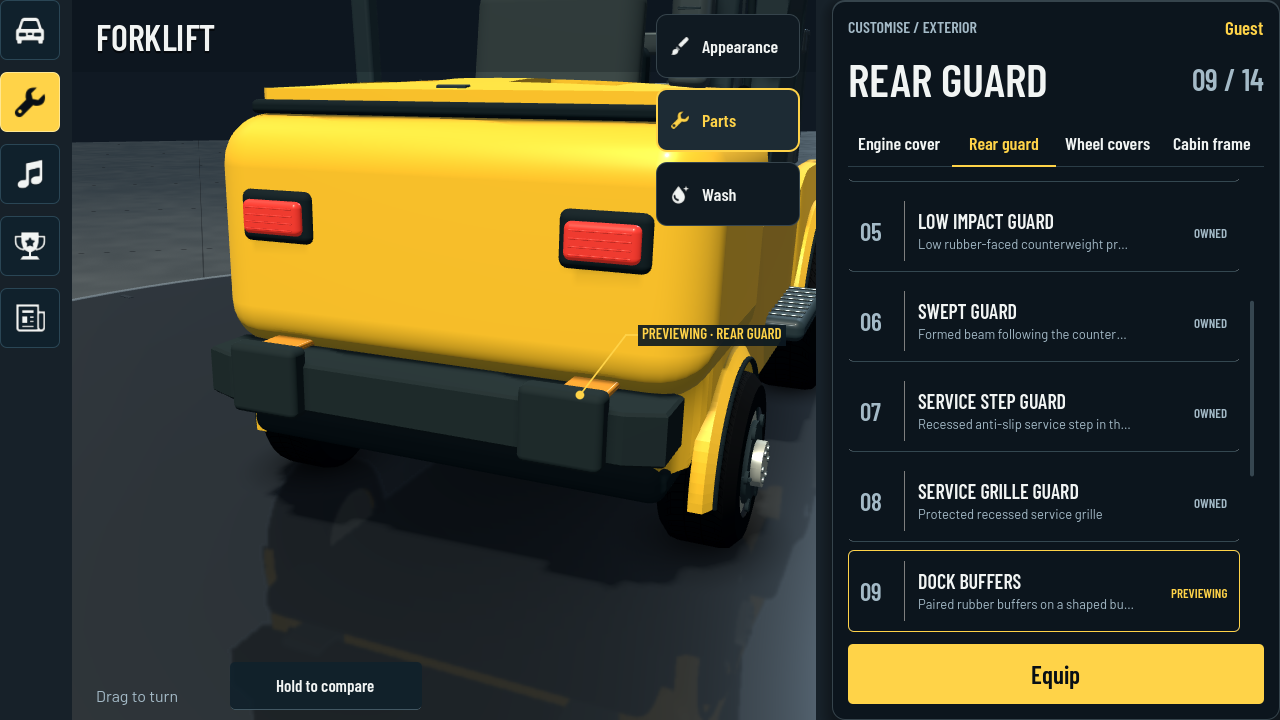 FORKLIFT
Appearance
Parts
Wash
PREVIEWING · REAR GUARD
Drag to turn
Hold to compare
CUSTOMISE / EXTERIOR
Guest
REAR GUARD
09 / 14
Engine cover
Rear guard
Wheel covers
Cabin frame
05
LOW IMPACT GUARD
Low rubber-faced counterweight pr...
OWNED
06
SWEPT GUARD
Formed beam following the counter...
OWNED
07
SERVICE STEP GUARD
Recessed anti-slip service step in th...
OWNED
08
SERVICE GRILLE GUARD
Protected recessed service grille
OWNED
09
DOCK BUFFERS
Paired rubber buffers on a shaped bu...
PREVIEWING
Equip